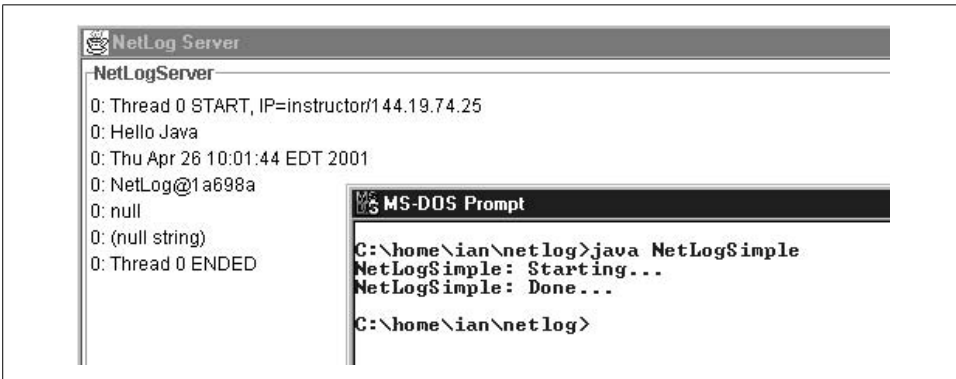 NetLog Server
NetLogServer
0: Thread 0 START, IP=instructor/144.19.74.25
0: Hello Java
0: Thu Apr 26 10:01:44 EDT 2001
0: NetLog@1a698a
0: null
0: (null string)
0: Thread 0 ENDED
MS-DOS Prompt
C:\home\ian\netlog>java NetLogSimple
NetLogSimple: Starting...
NetLogSimple: Done...
C:\home\ian\netlog>